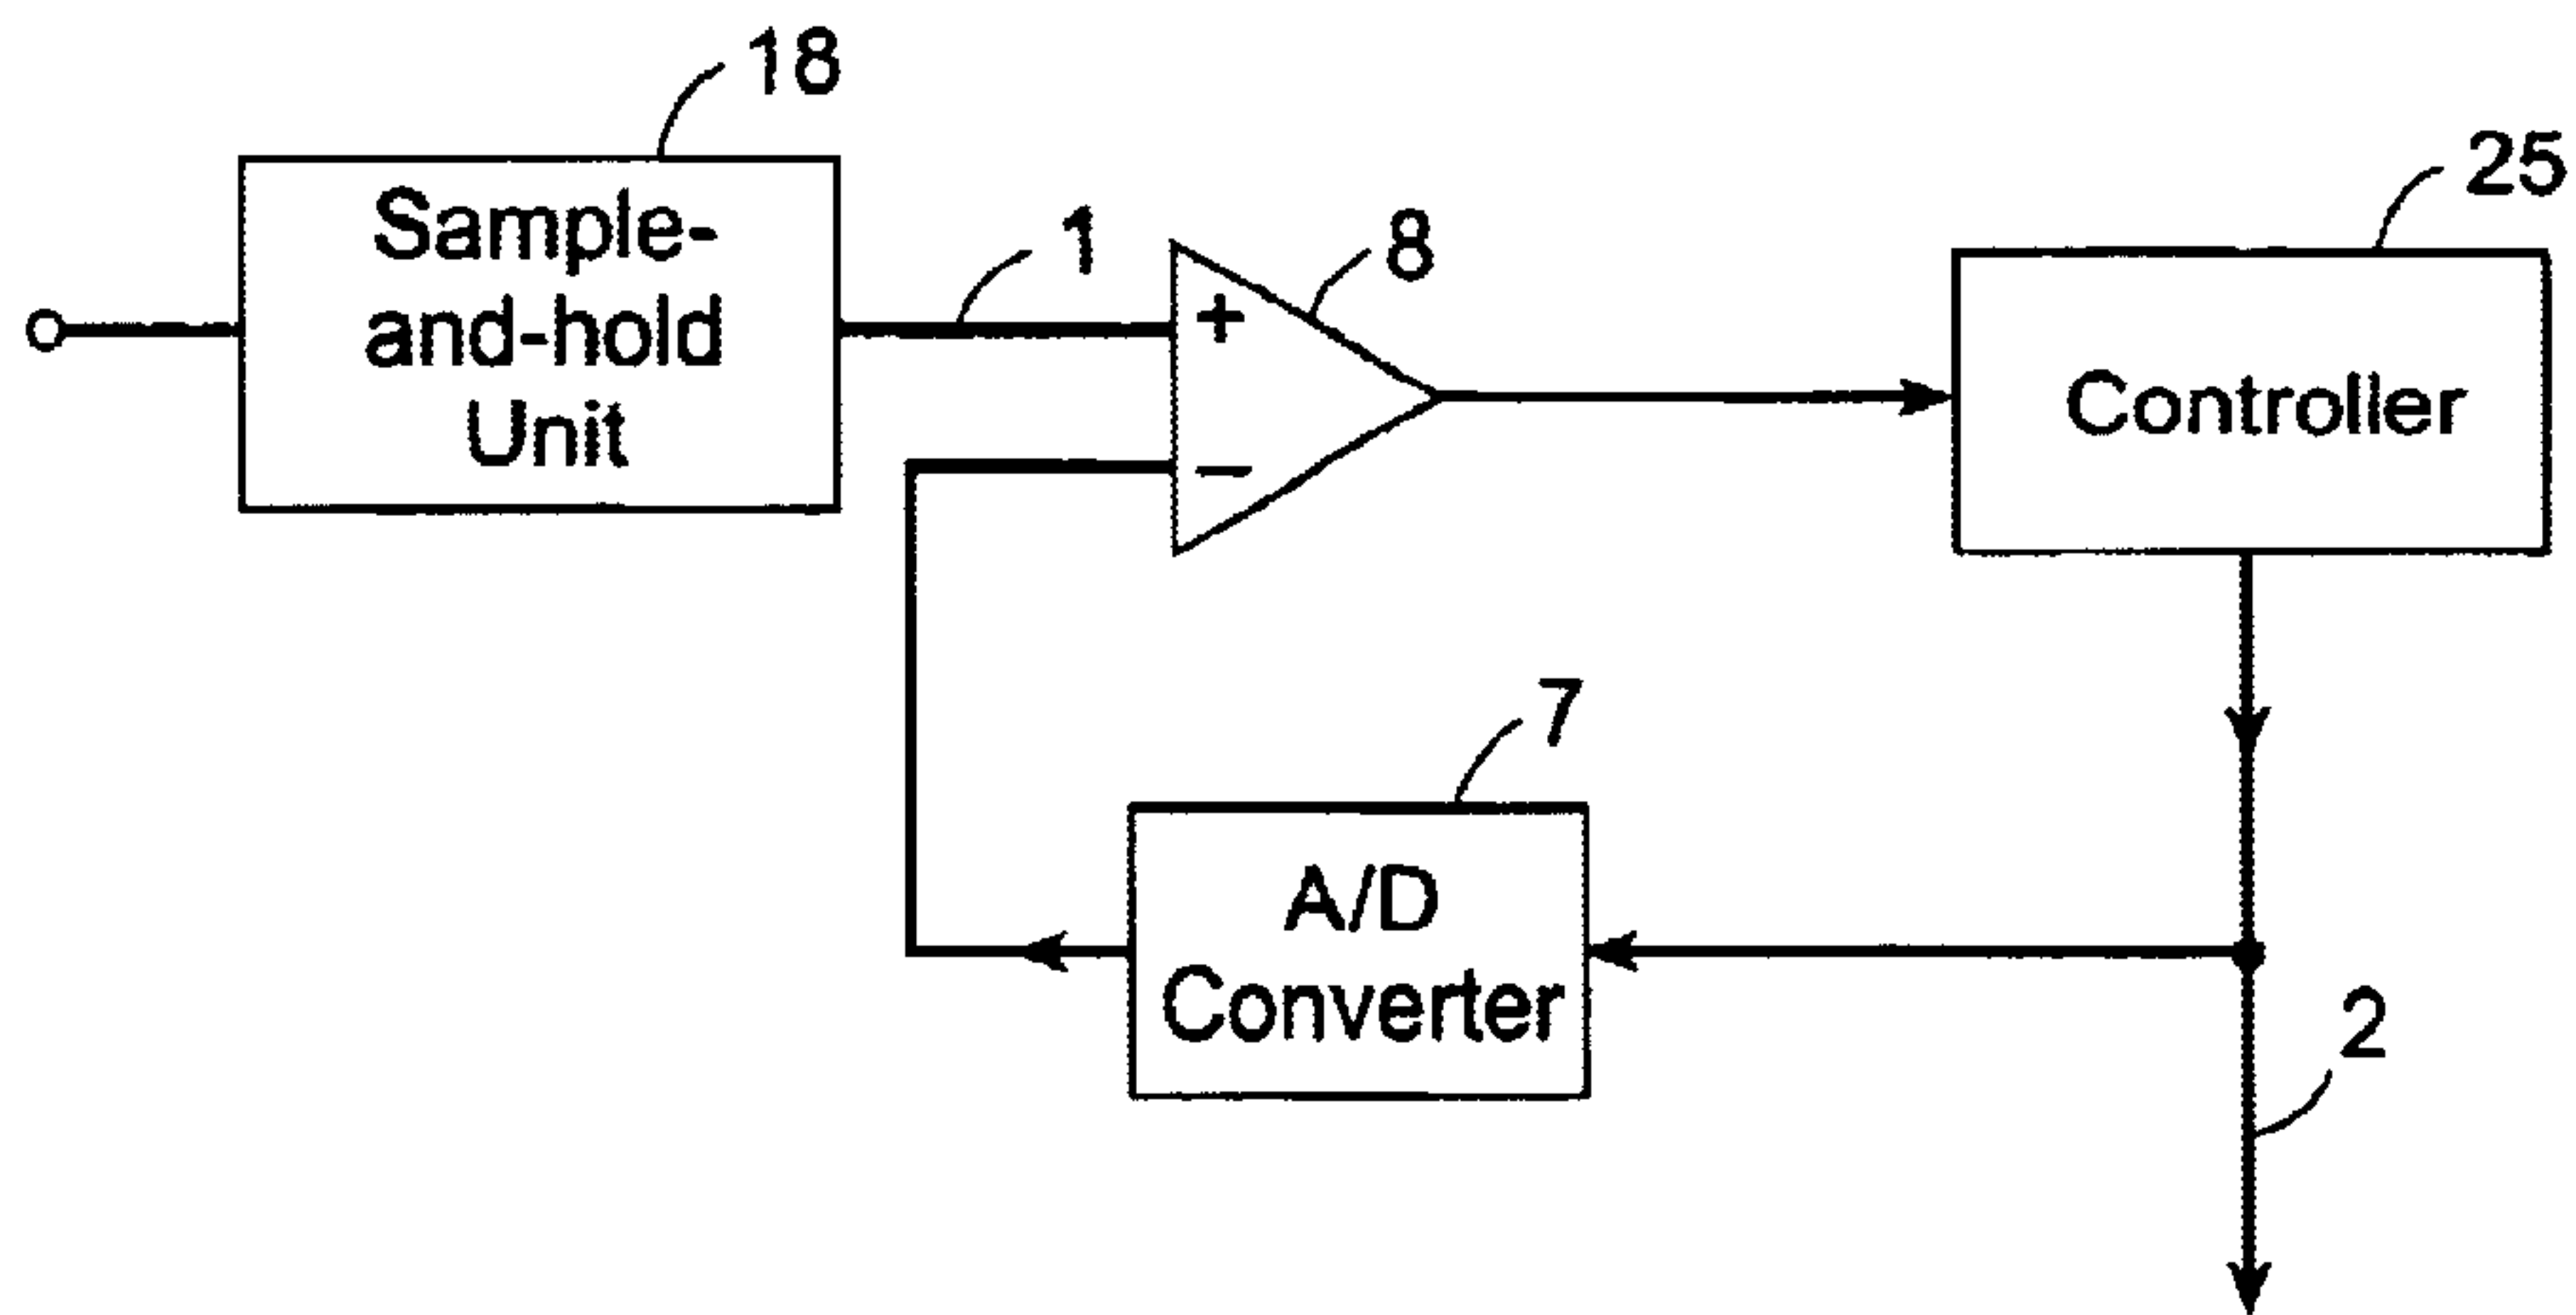 18
Sample-
and-hold
Unit
1
+
−
8
25
Controller
7
A/D
Converter
2